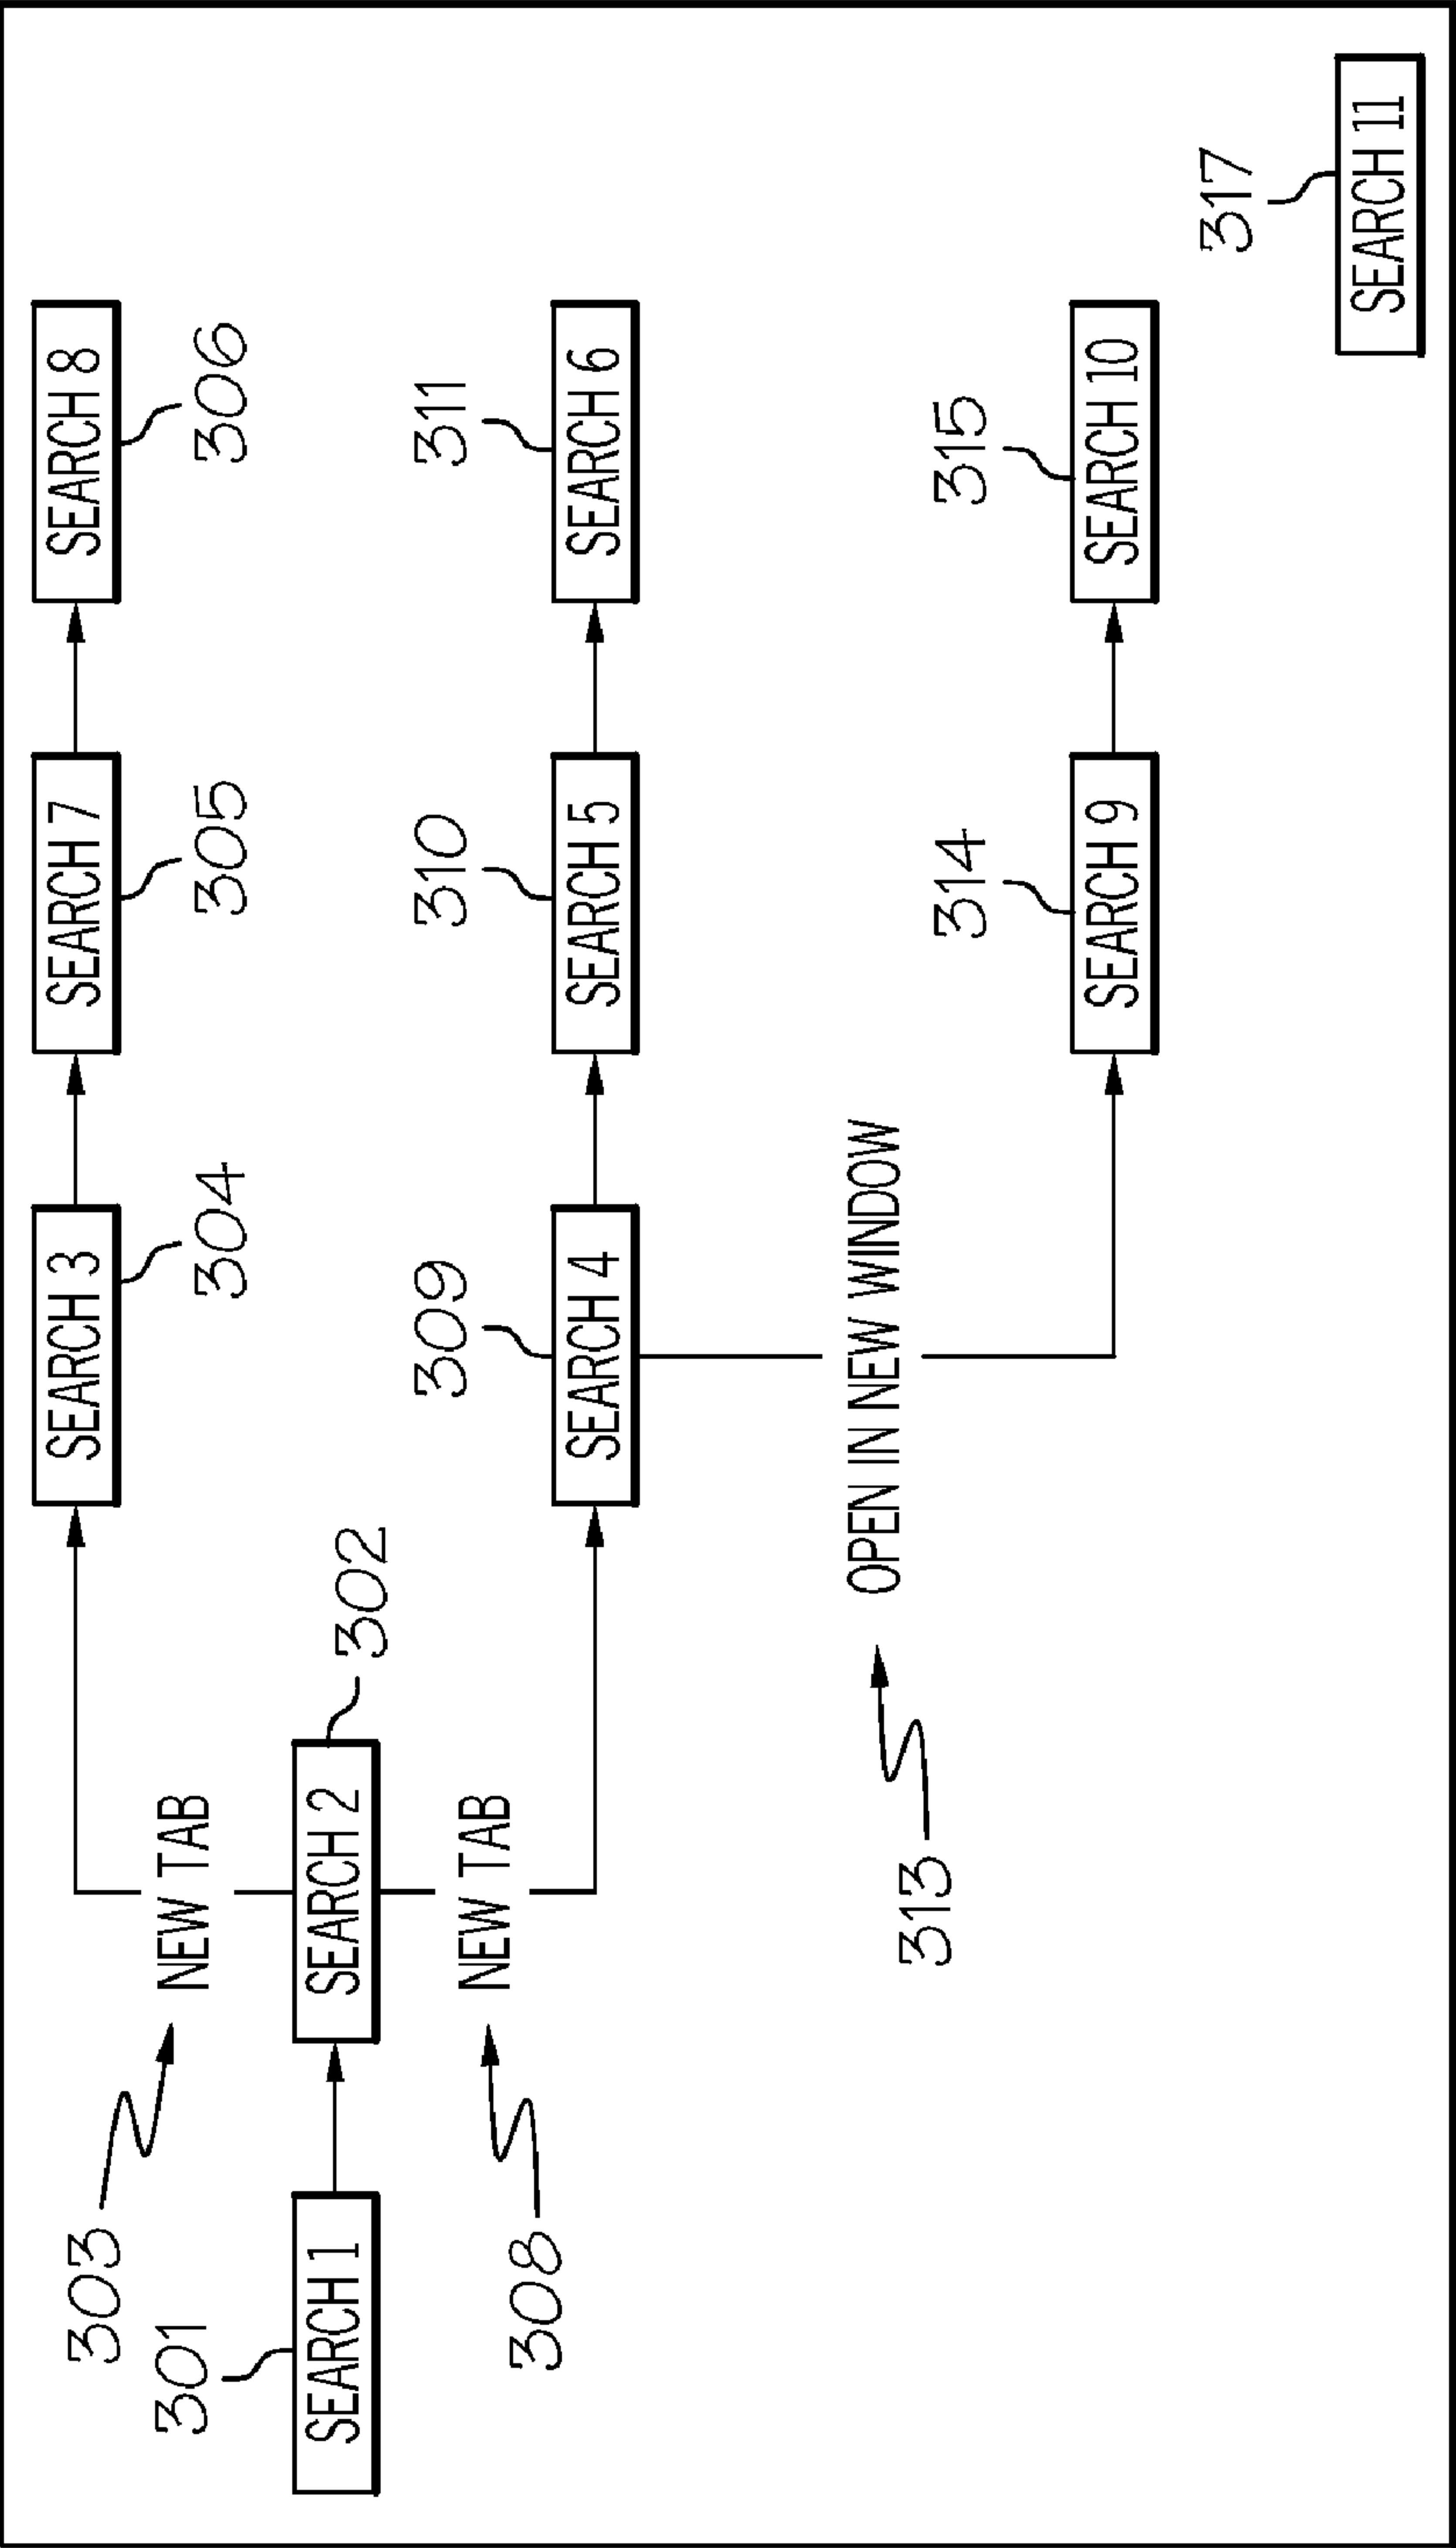 303
NEW TAB
SEARCH 3
304
SEARCH 7
305
SEARCH 8
306
301
SEARCH 1
SEARCH 2
302
308
NEW TAB
309
SEARCH 4
310
SEARCH 5
311
SEARCH 6
313
OPEN IN NEW WINDOW
314
SEARCH 9
315
SEARCH 10
317
SEARCH 11